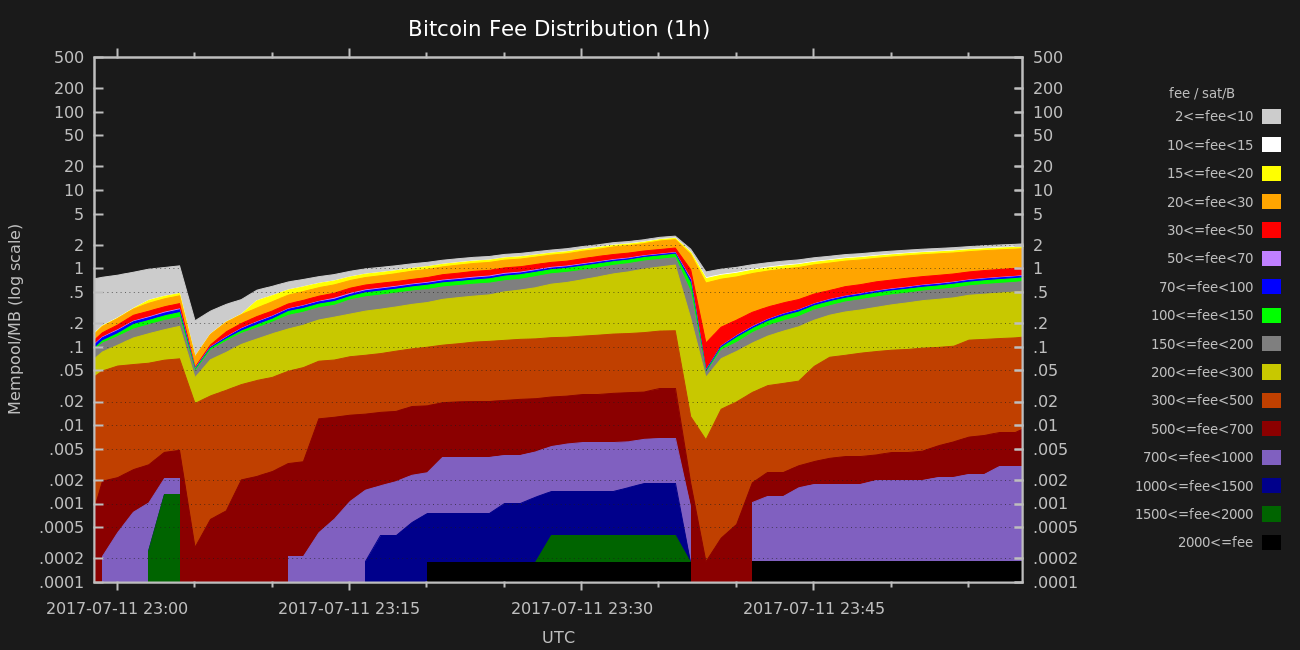 Bitcoin Fee Distribution (1h)
Mempool/MB (log scale)
500
200
100
50
20
10
5
2
1
.5
.2
.1
.05
.02
.01
.005
.002
.001
.0005
.0002
.0001
500
200
100
50
20
10
5
2
1
.5
.2
.1
.05
.02
.01
.005
.002
.001
.0005
.0002
.0001
2017-07-11 23:00 2017-07-11 23:15 2017-07-11 23:30 2017-07-11 23:45
UTC
fee / sat/B
2<=fee<10
10<=fee<15
15<=fee<20
20<=fee<30
30<=fee<50
50<=fee<70
70<=fee<100
100<=fee<150
150<=fee<200
200<=fee<300
300<=fee<500
500<=fee<700
700<=fee<1000
1000<=fee<1500
1500<=fee<2000
2000<=fee